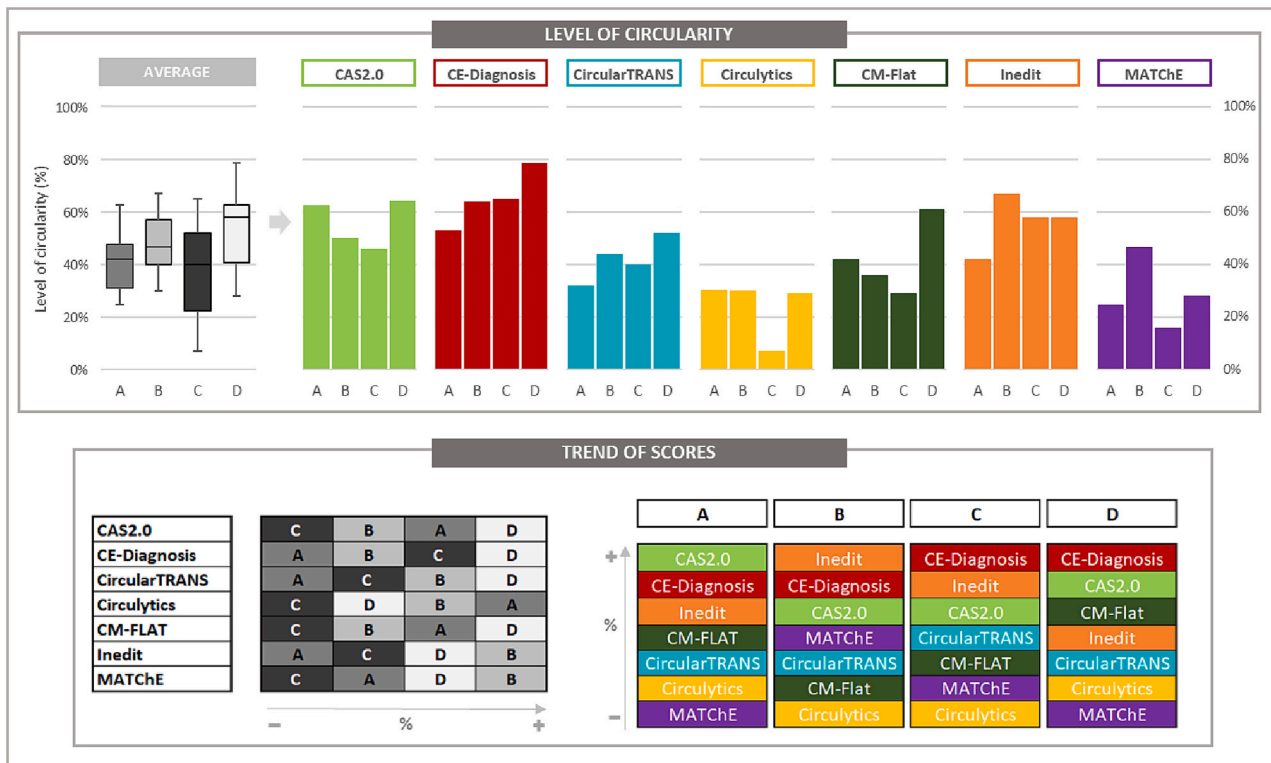 LEVEL OF CIRCULARITY
AVERAGE CAS2.0 CE-Diagnosis CircularTRANS Circulytics CM-Flat Inedit MATChE
Level of circularity (%)
100% 100%
80% 80%
60% 60%
40% 40%
20% 20%
0% 0%
A B C D A B C D A B C D A B C D A B C D A B C D A B C D A B C D
TREND OF SCORES
CAS2.0 C B A D
CE-Diagnosis A B C D
CircularTRANS A C B D
Circulytics C D B A
CM-FLAT C B A D
Inedit A C D B
MATChE C A D B
− % +
A B C D
+ % −
CAS2.0 Inedit CE-Diagnosis CE-Diagnosis
CE-Diagnosis CE-Diagnosis Inedit CAS2.0
Inedit CAS2.0 CAS2.0 CM-Flat
CM-FLAT MATChE CircularTRANS Inedit
CircularTRANS CircularTRANS CM-FLAT CircularTRANS
Circulytics CM-Flat MATChE Circulytics
MATChE Circulytics Circulytics MATChE